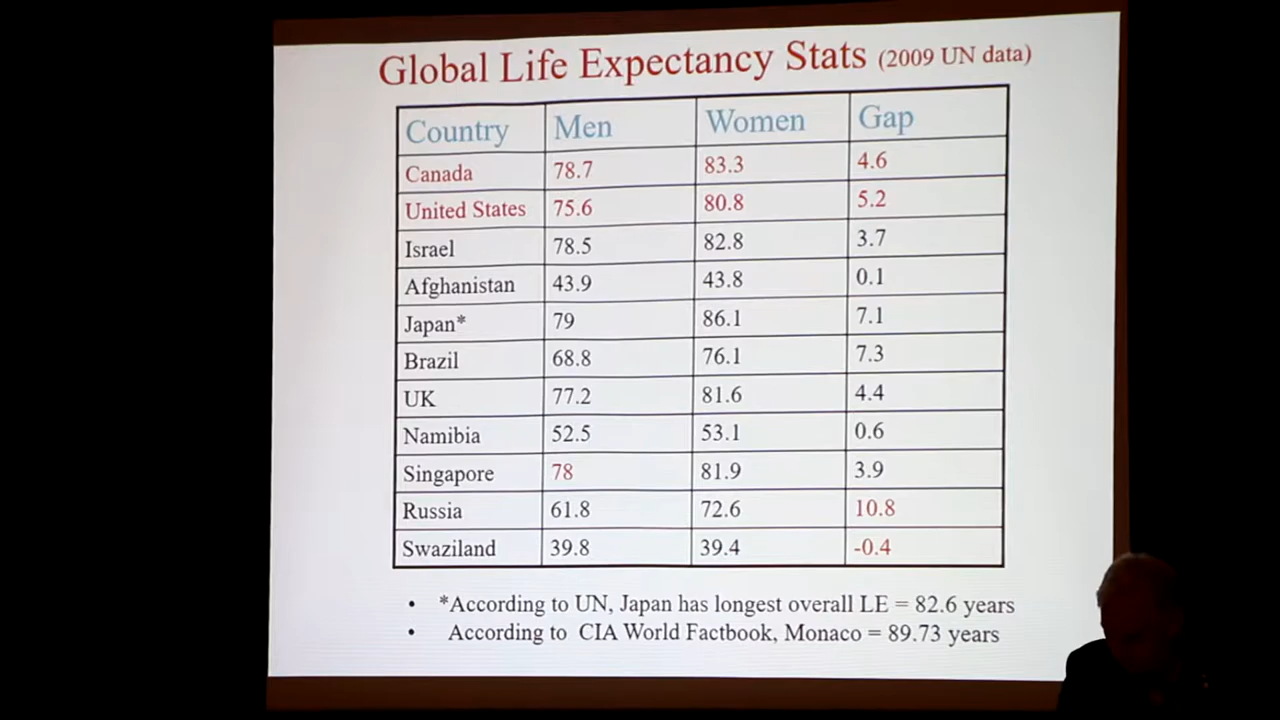 Global Life Expectancy Stats (2009 UN data)
Country Men Women Gap
Canada 78.7 83.3 4.6
United States 75.6 80.8 5.2
Israel 78.5 82.8 3.7
Afghanistan 43.9 43.8 0.1
Japan* 79 86.1 7.1
Brazil 68.8 76.1 7.3
UK 77.2 81.6 4.4
Namibia 52.5 53.1 0.6
Singapore 78 81.9 3.9
Russia 61.8 72.6 10.8
Swaziland 39.8 39.4 -0.4
• *According to UN, Japan has longest overall LE = 82.6 years
• According to CIA World Factbook, Monaco = 89.73 years